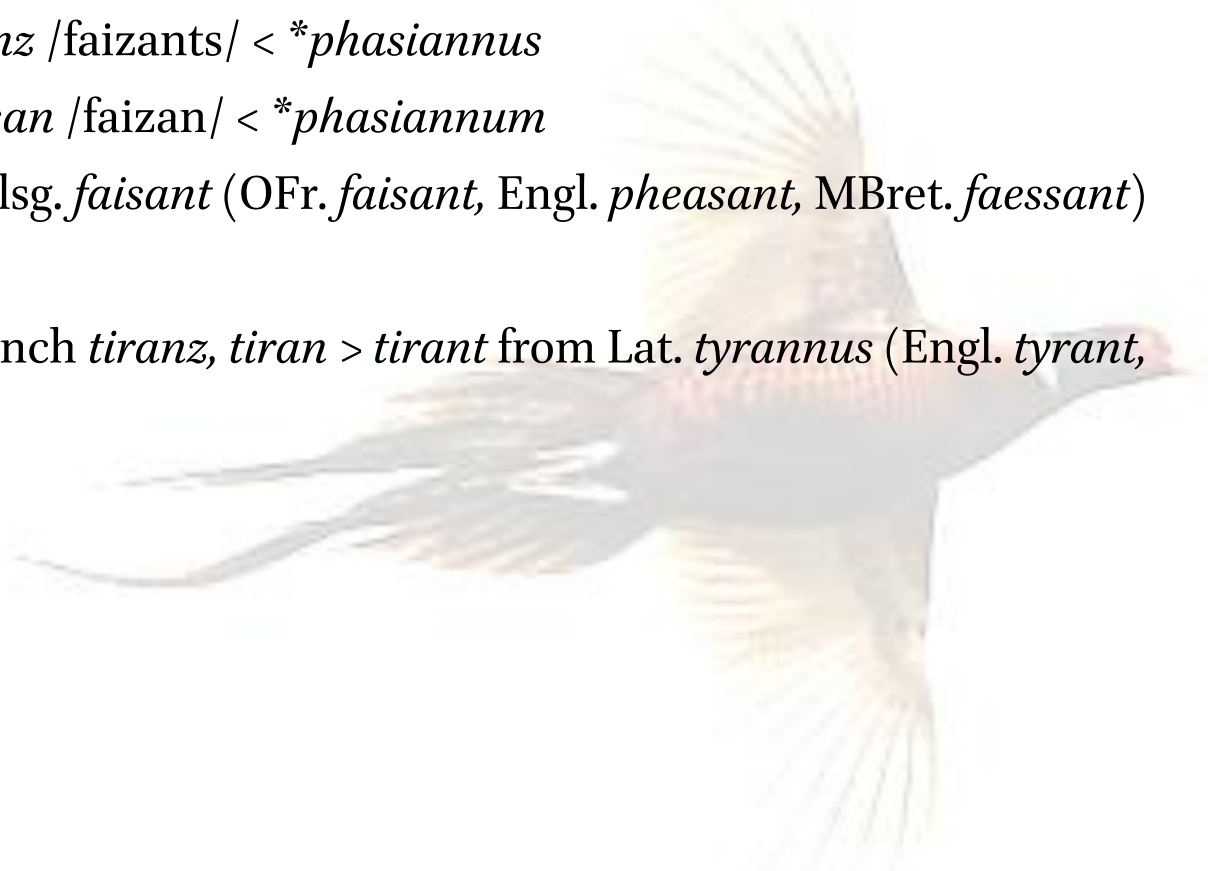 nz /faizants/ < *phasiannus
an /faizan/ < *phasiannum
lsg. faisant (OFr. faisant, Engl. pheasant, MBret. faessant)
nch tiranz, tiran > tirant from Lat. tyrannus (Engl. tyrant,